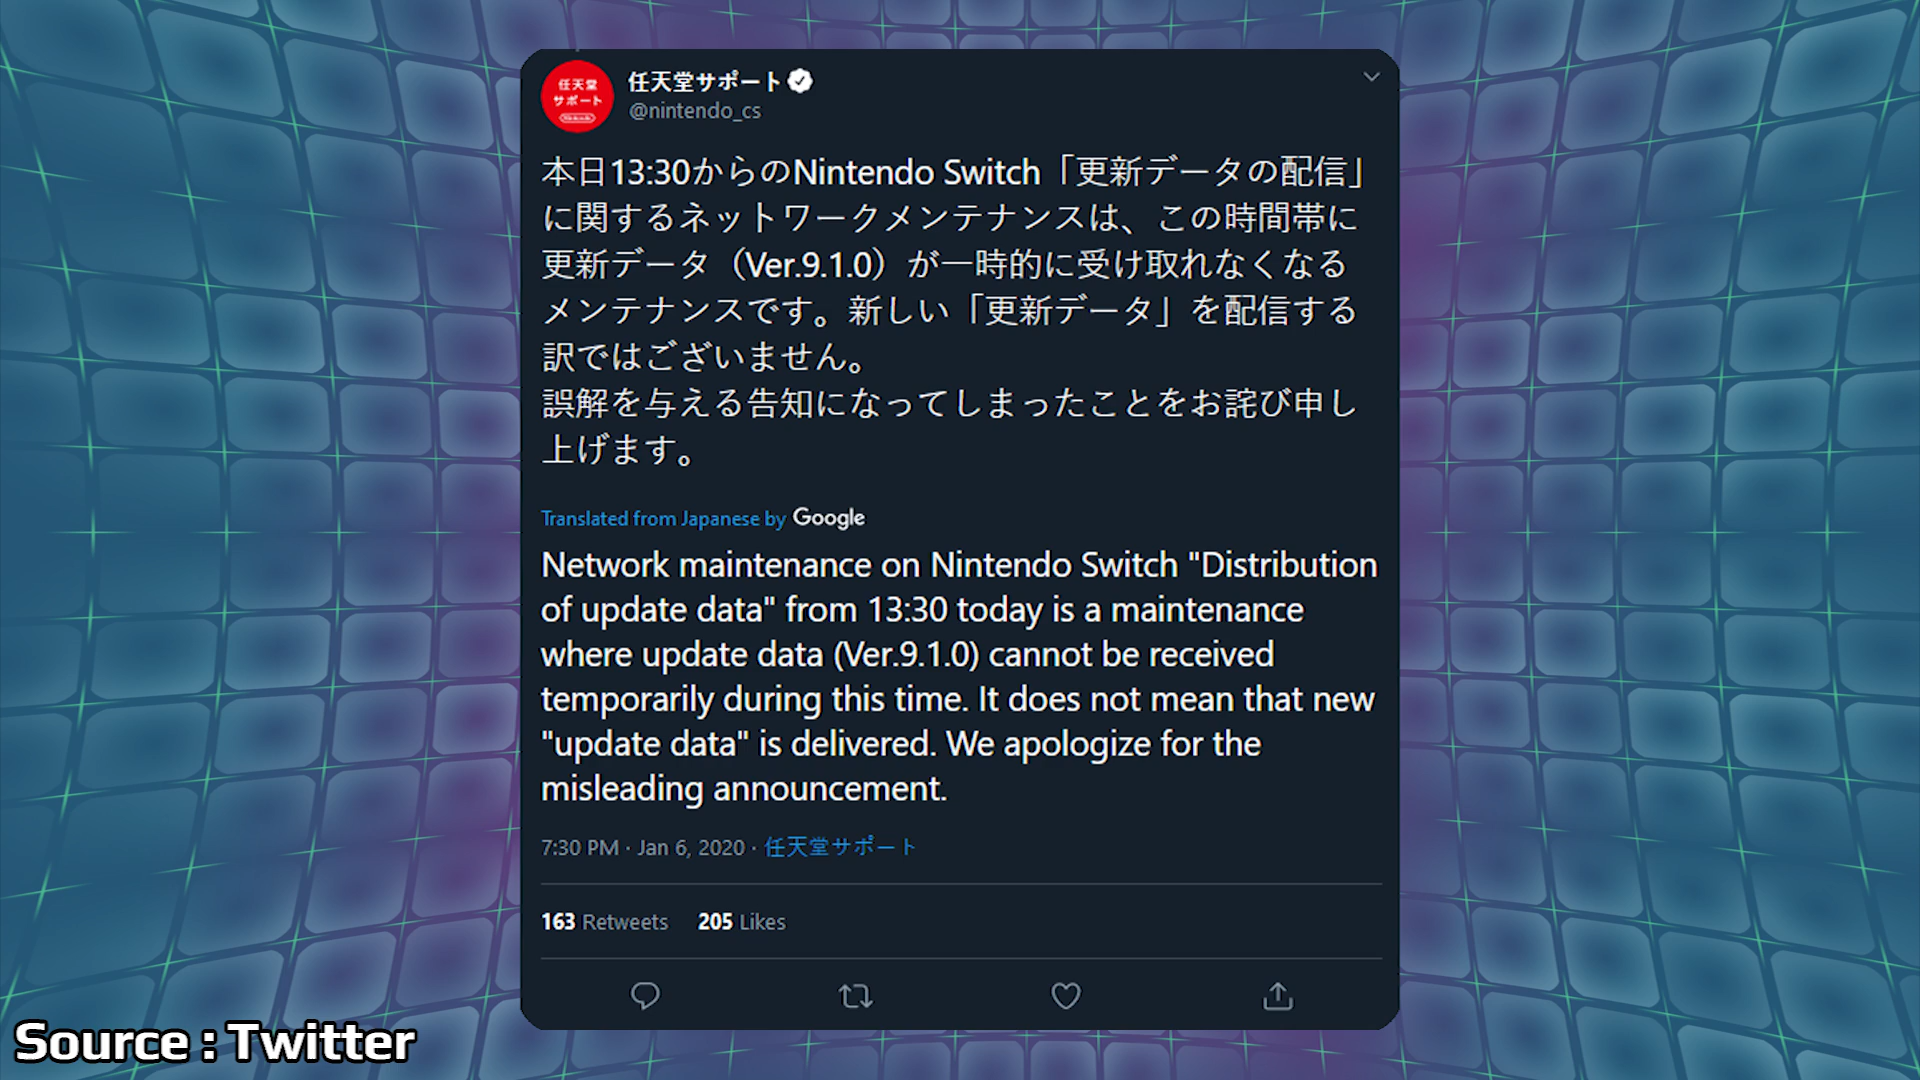 任天堂
サポート
Nintendo
任天堂サポート
@nintendo_cs
本日13:30からのNintendo Switch「更新データの配信」
に関するネットワークメンテナンスは、この時間帯に
更新データ（Ver.9.1.0）が一時的に受け取れなくなる
メンテナンスです。新しい「更新データ」を配信する
訳ではございません。
誤解を与える告知になってしまったことをお詫び申し
上げます。
Translated from Japanese by Google
Network maintenance on Nintendo Switch "Distribution
of update data" from 13:30 today is a maintenance
where update data (Ver.9.1.0) cannot be received
temporarily during this time. It does not mean that new
"update data" is delivered. We apologize for the
misleading announcement.
7:30 PM · Jan 6, 2020 · 任天堂サポート
163 Retweets 205 Likes
Source : Twitter